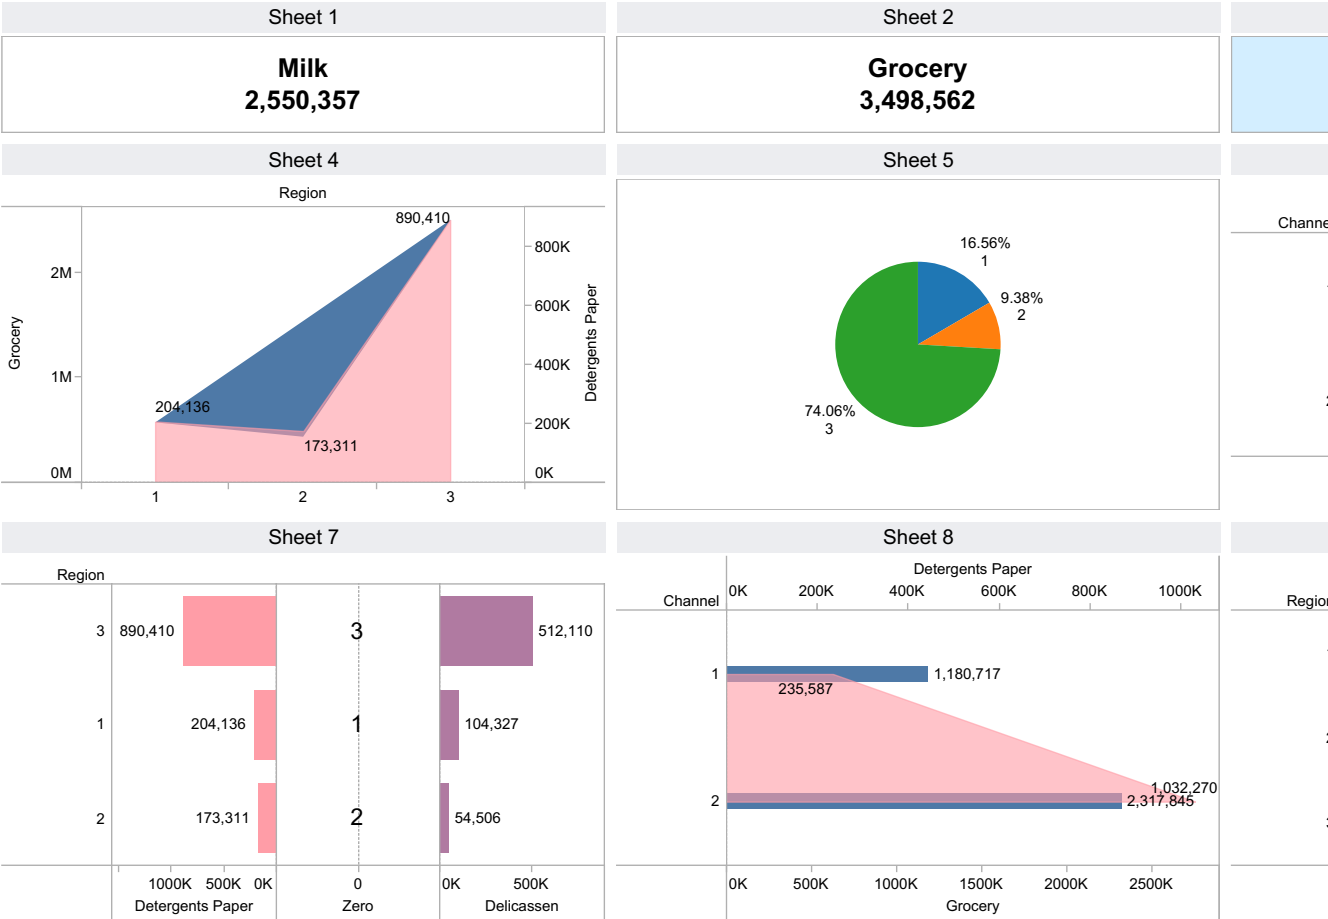 Sheet 1
Sheet 2
Milk
2,550,357
Grocery
3,498,562
Sheet 4
Region
890,410
204,136
173,311
2M
1M
0M
Grocery
800K
600K
400K
200K
0K
Detergents Paper
1
2
3
Sheet 5
16.56%
1
9.38%
2
74.06%
3
Channe
2
Sheet 7
Region
3
890,410
3
512,110
1
204,136
1
104,327
2
173,311
2
54,506
1000K
500K
0K
0
0K
500K
Detergents Paper
Zero
Delicassen
Sheet 8
Detergents Paper
Channel
0K
200K
400K
600K
800K
1000K
1
1,180,717
235,587
1,032,270
2
2,317,845
0K
500K
1000K
1500K
2000K
2500K
Grocery
Region